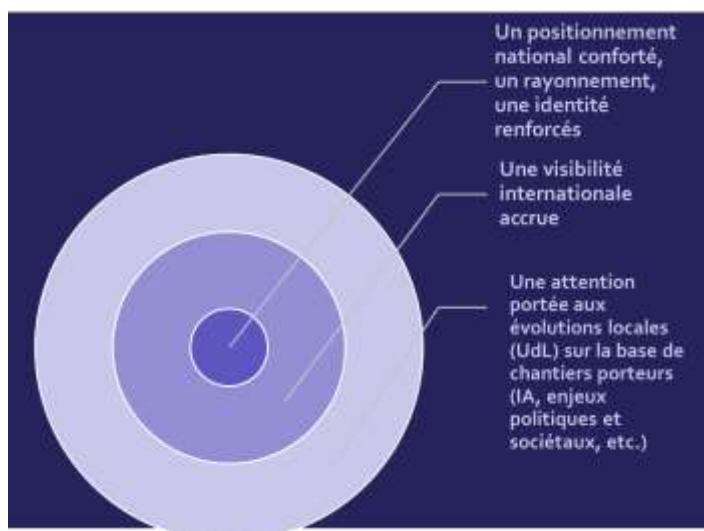 Un positionnement
national conforté,
un rayonnement,
une identité
renforcés
Une visibilité
internationale
accrue
Une attention
portée aux
évolutions locales
(UdL) sur la base de
chantiers porteurs
(IA, enjeux
politiques et
sociétaux, etc.)